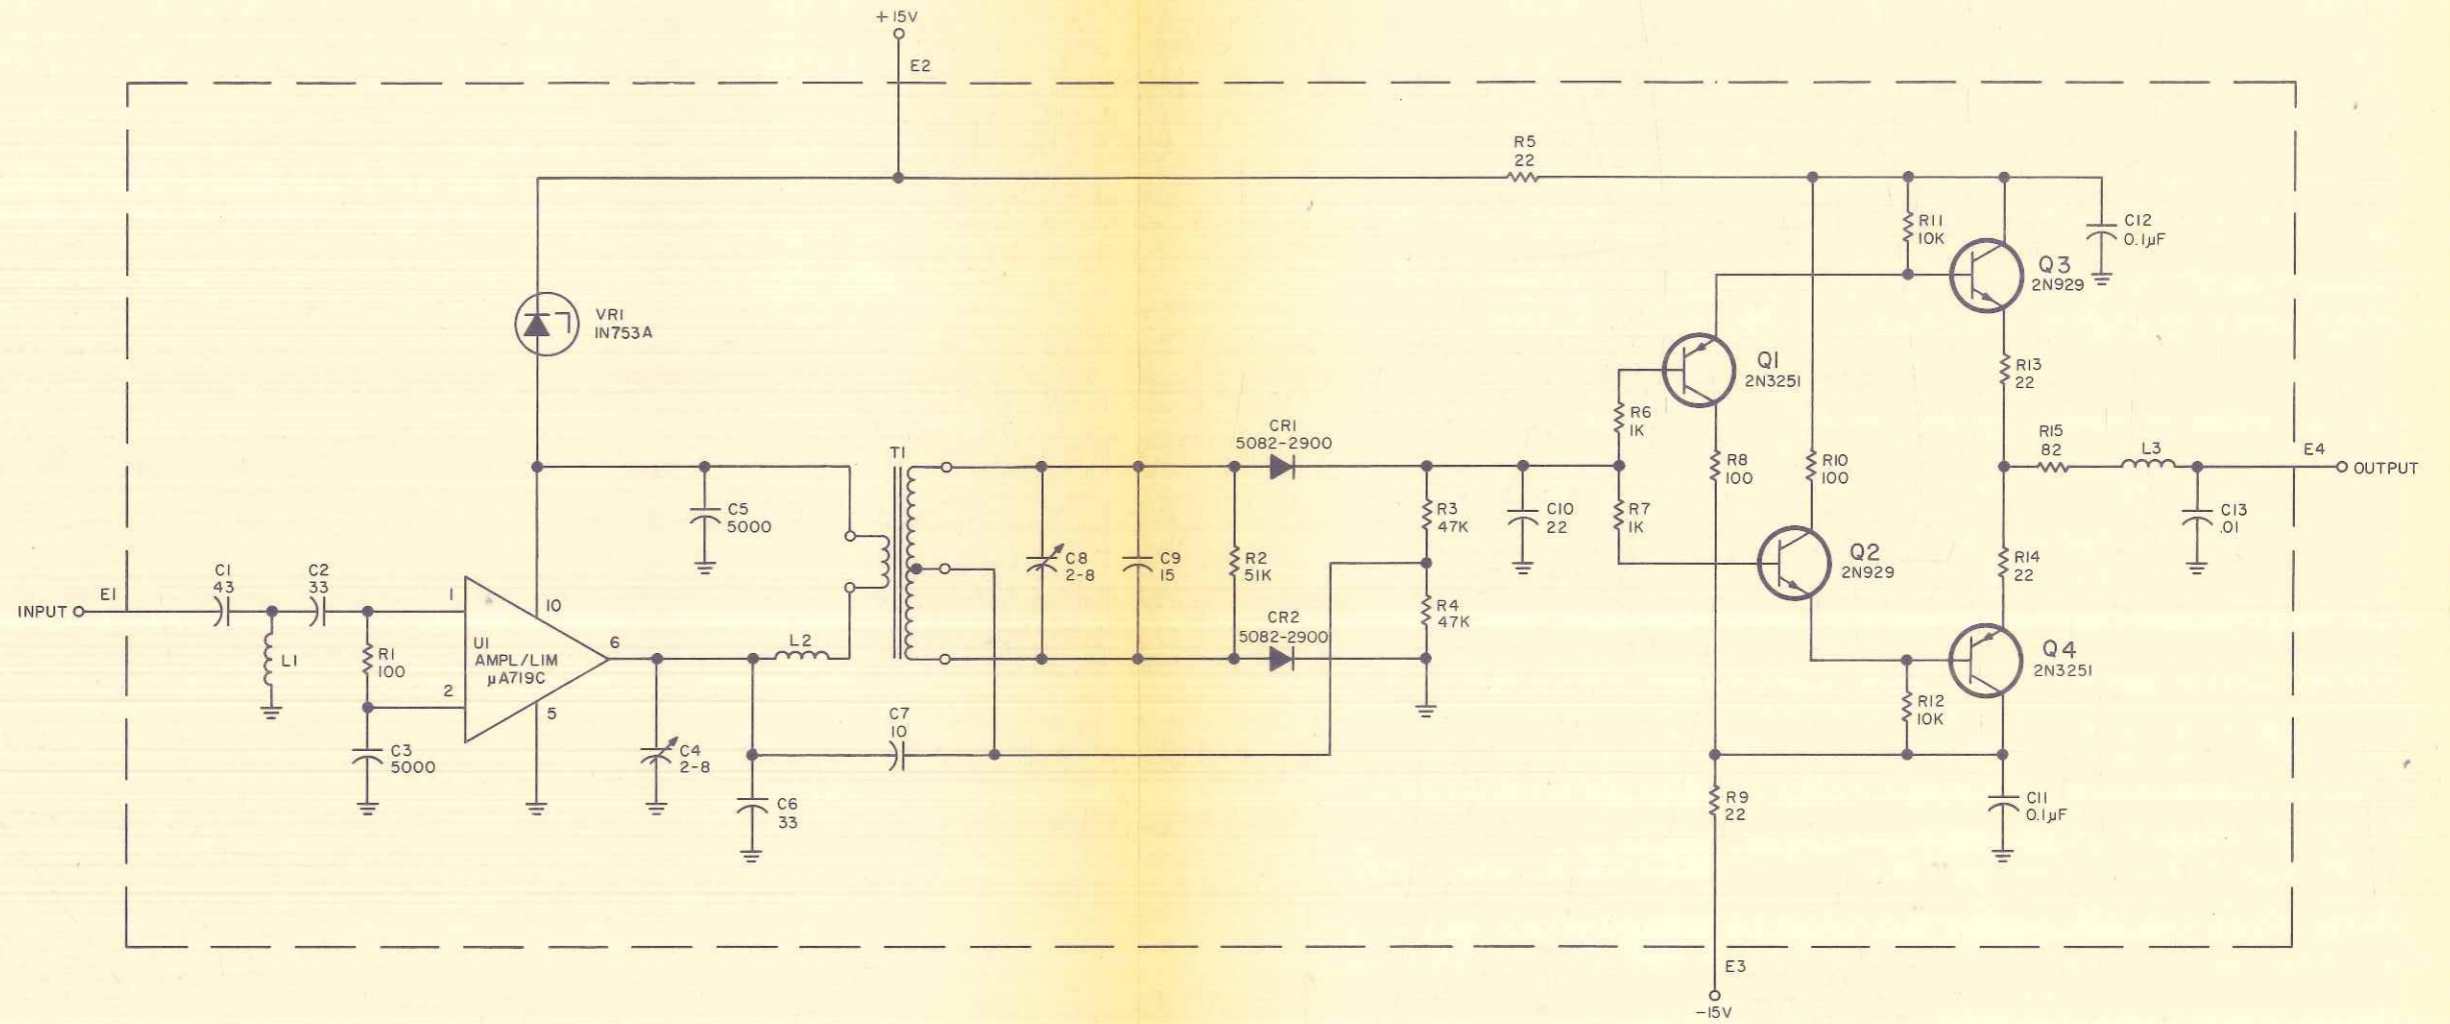 +15V
E2
R5
22
R11
10K
C12
0.1µF
Q3
2N929
VR1
1N753A
Q1
2N3251
R13
22
CR1
5082-2900
R6
1K
R15
82
L3
E4
OUTPUT
T1
R8
100
R10
100
C5
5000
R3
47K
C10
22
R7
1K
C13
.01
C8
2-8
C9
15
R2
51K
Q2
2N929
R14
22
INPUT
E1
C1
43
C2
33
1
10
R4
47K
L1
R1
100
U1
AMPL/LIM
µA719C
6
L2
CR2
5082-2900
Q4
2N3251
2
5
R12
10K
C3
5000
C4
2-8
C7
10
C6
33
R9
22
C11
0.1µF
E3
-15V